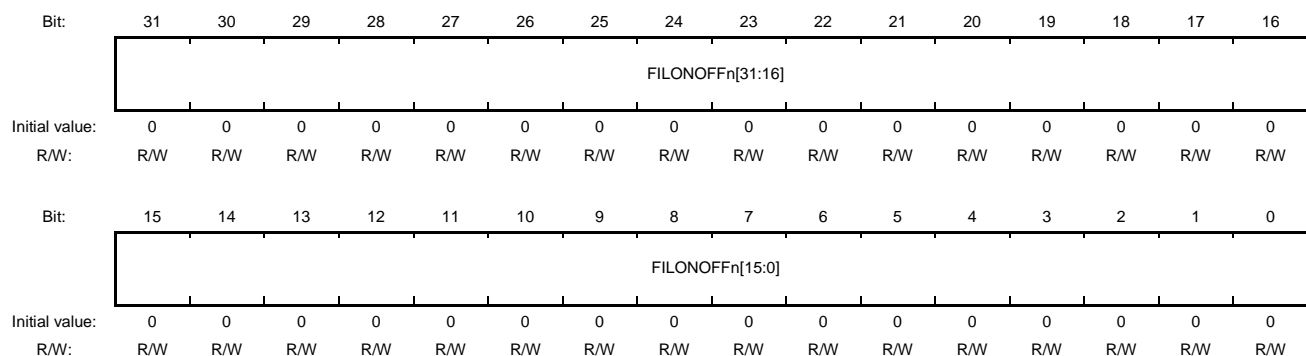 Bit: 31 30 29 28 27 26 25 24 23 22 21 20 19 18 17 16
FILONOFFn[31:16]
Initial value: 0 0 0 0 0 0 0 0 0 0 0 0 0 0 0 0
R/W: R/W R/W R/W R/W R/W R/W R/W R/W R/W R/W R/W R/W R/W R/W R/W R/W
Bit: 15 14 13 12 11 10 9 8 7 6 5 4 3 2 1 0
FILONOFFn[15:0]
Initial value: 0 0 0 0 0 0 0 0 0 0 0 0 0 0 0 0
R/W: R/W R/W R/W R/W R/W R/W R/W R/W R/W R/W R/W R/W R/W R/W R/W R/W